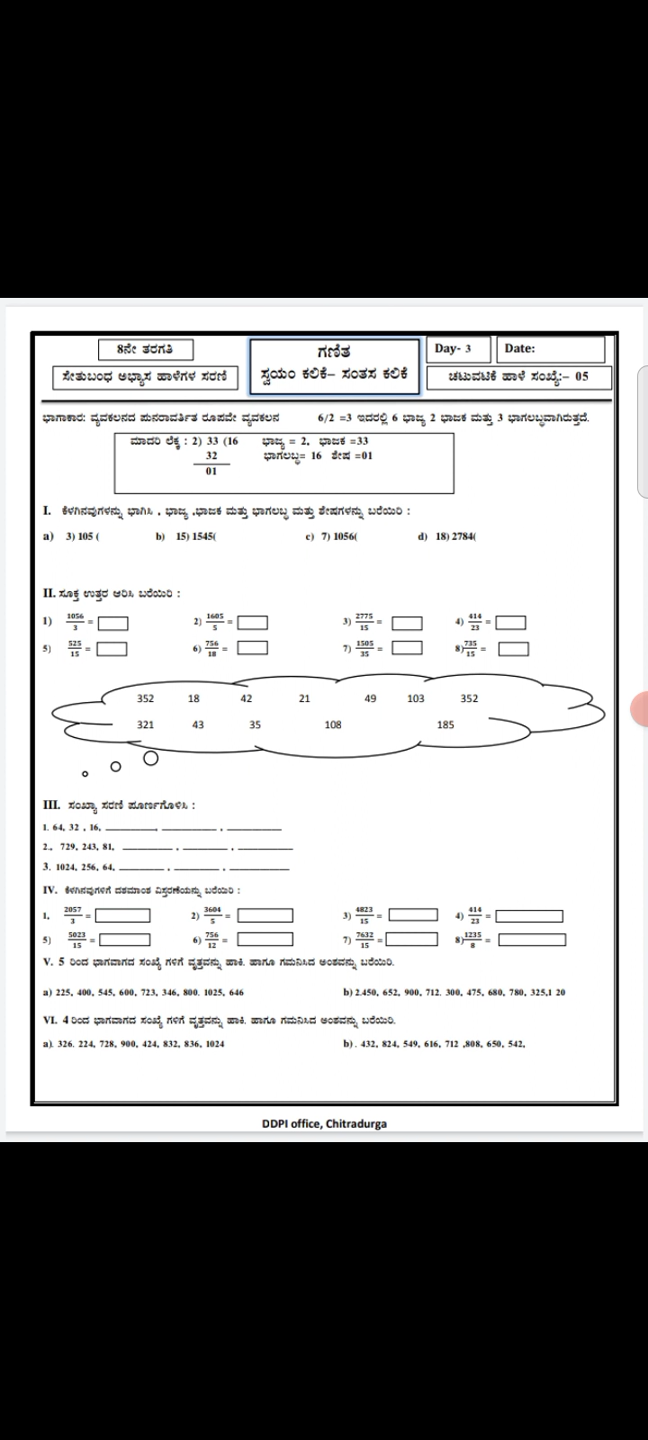 8ನೇ ತರಗತಿ
ಸೇತುಬಂಧ ಅಭ್ಯಾಸ ಹಾಳೆಗಳ ಸರಣಿ
ಗಣಿತ
ಸ್ವಯಂ ಕಲಿಕೆ– ಸಂತಸ ಕಲಿಕೆ
Day- 3
Date:
ಚಟುವಟಿಕೆ ಹಾಳೆ ಸಂಖ್ಯೆ:– 05
ಭಾಗಾಕಾರ: ವ್ಯವಕಲನದ ಪುನರಾವರ್ತಿತ ರೂಪವೇ ವ್ಯವಕಲನ 6/2 =3 ಇದರಲ್ಲಿ 6 ಭಾಜ್ಯ 2 ಭಾಜಕ ಮತ್ತು 3 ಭಾಗಲಬ್ಧವಾಗಿರುತ್ತದೆ.
ಮಾದರಿ ಲೆಕ್ಕ : 2) 33 (16 ಭಾಜ್ಯ = 2, ಭಾಜಕ =33
32 ಭಾಗಲಬ್ಧ= 16 ಶೇಷ =01
01
I. ಕೆಳಗಿನವುಗಳನ್ನು ಭಾಗಿಸಿ , ಭಾಜ್ಯ ,ಭಾಜಕ ಮತ್ತು ಭಾಗಲಬ್ಧ ಮತ್ತು ಶೇಷಗಳನ್ನು ಬರೆಯಿರಿ :
a) 3) 105 ( b) 15) 1545( c) 7) 1056( d) 18) 2784(
II. ಸೂಕ್ತ ಉತ್ತರ ಆರಿಸಿ ಬರೆಯಿರಿ :
1) 1056/3 = 2) 1605/5 = 3) 2775/15 = 4) 414/23 =
5) 525/15 = 6) 756/18 = 7) 1505/35 = 8) 735/15 =
352 18 42 21 49 103 352
321 43 35 108 185
III. ಸಂಖ್ಯಾ ಸರಣಿ ಪೂರ್ಣಗೊಳಿಸಿ :
1. 64, 32 , 16, ________, ________ , ________
2., 729, 243, 81, ________ , ________ , ________
3. 1024, 256, 64, ________ , ________ , ________
IV. ಕೆಳಗಿನವುಗಳಿಗೆ ದಶಮಾಂಶ ವಿಸ್ತರಣೆಯನ್ನು ಬರೆಯಿರಿ :
1, 2057/3 = 2) 3604/5 = 3) 4823/15 = 4) 414/23 =
5) 5023/15 = 6) 756/12 = 7) 7632/15 = 8) 1235/8 =
V. 5 ರಿಂದ ಭಾಗವಾಗದ ಸಂಖ್ಯೆ ಗಳಿಗೆ ವೃತ್ತವನ್ನು ಹಾಕಿ. ಹಾಗೂ ಗಮನಿಸಿದ ಅಂಶವನ್ನು ಬರೆಯಿರಿ.
a) 225, 400, 545, 600, 723, 346, 800. 1025, 646 b) 2.450, 652, 900, 712. 300, 475, 680, 780, 325,1 20
VI. 4 ರಿಂದ ಭಾಗವಾಗದ ಸಂಖ್ಯೆ ಗಳಿಗೆ ವೃತ್ತವನ್ನು ಹಾಕಿ. ಹಾಗೂ ಗಮನಿಸಿದ ಅಂಶವನ್ನು ಬರೆಯಿರಿ.
a). 326. 224, 728, 900, 424, 832, 836, 1024 b) . 432, 824, 549, 616, 712 ,808, 650, 542,
DDPI office, Chitradurga